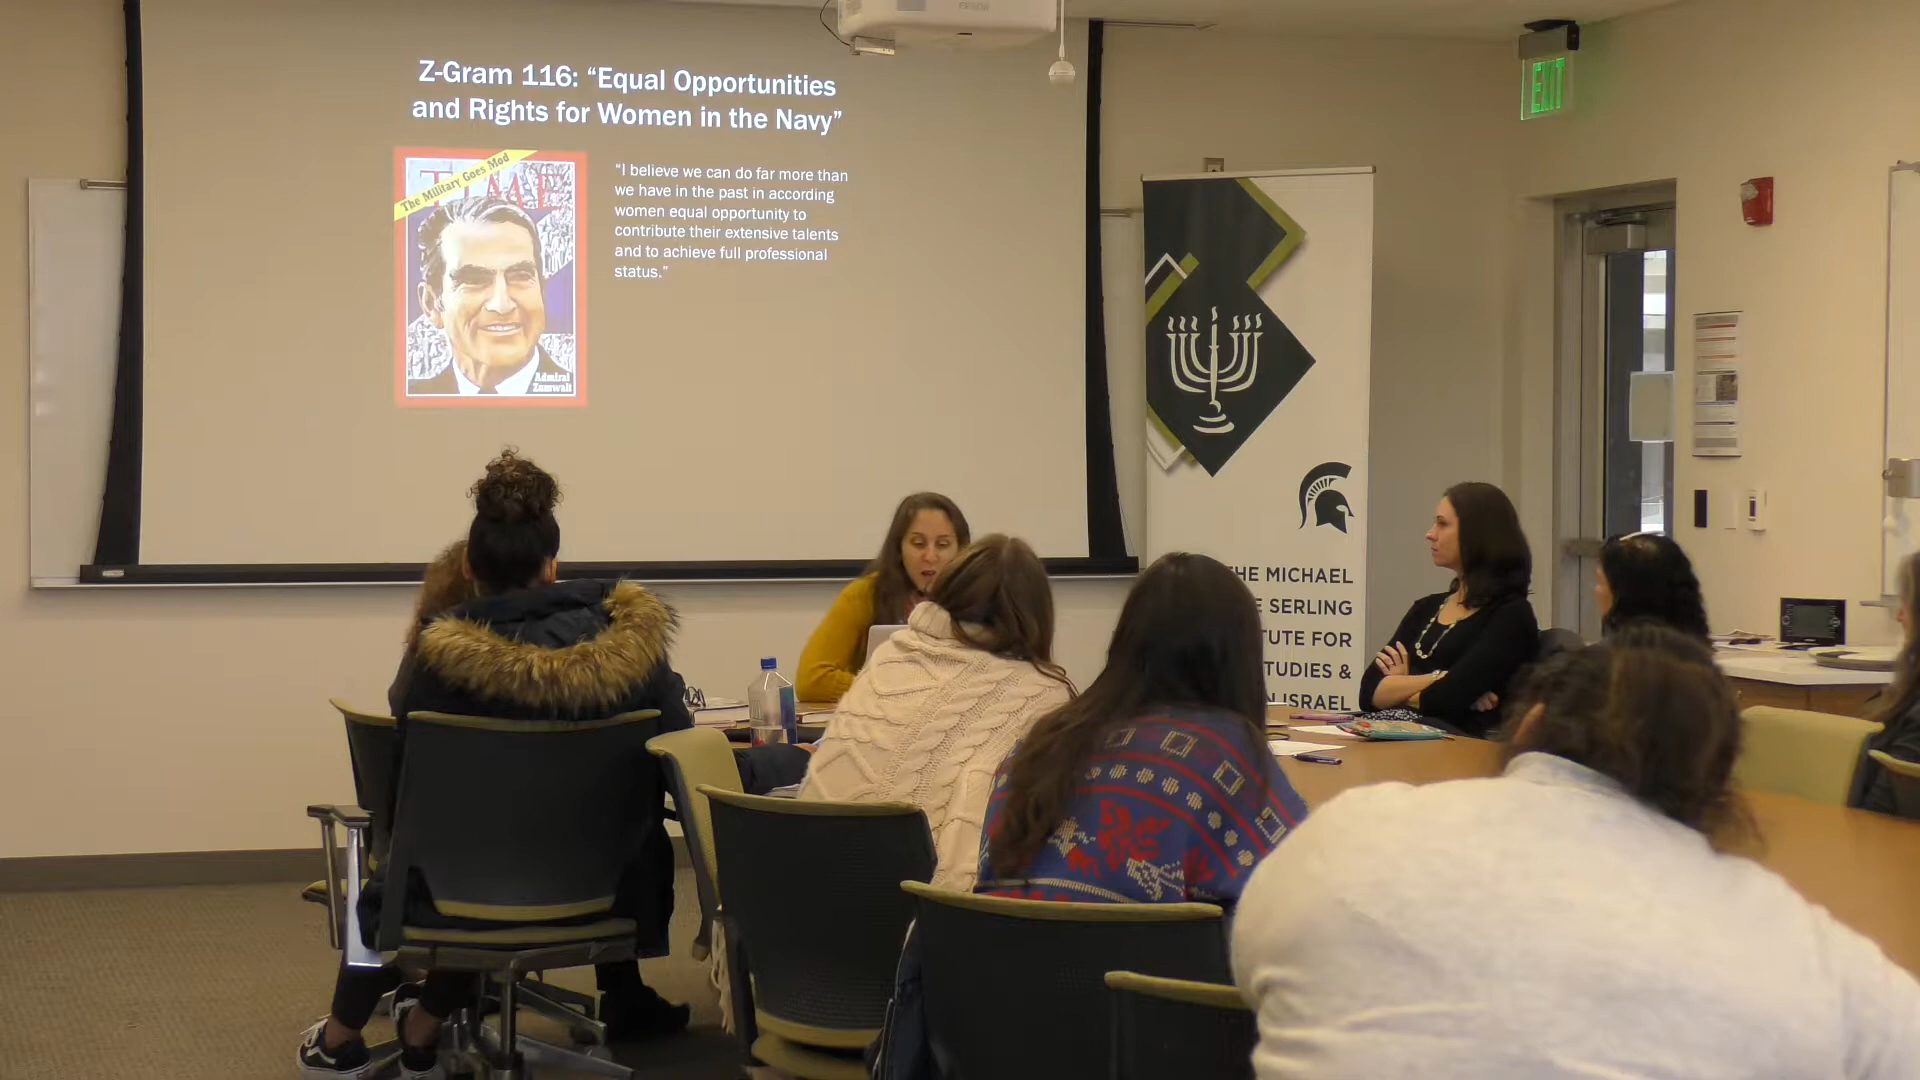 EPSON
EXIT
Z-Gram 116: “Equal Opportunities
and Rights for Women in the Navy”
The Military Goes Mod
TIME
Admiral
Zumwalt
“I believe we can do far more than
we have in the past in according
women equal opportunity to
contribute their extensive talents
and to achieve full professional
status.”
HE MICHAEL
E SERLING
TUTE FOR
STUDIES &
N ISRAEL